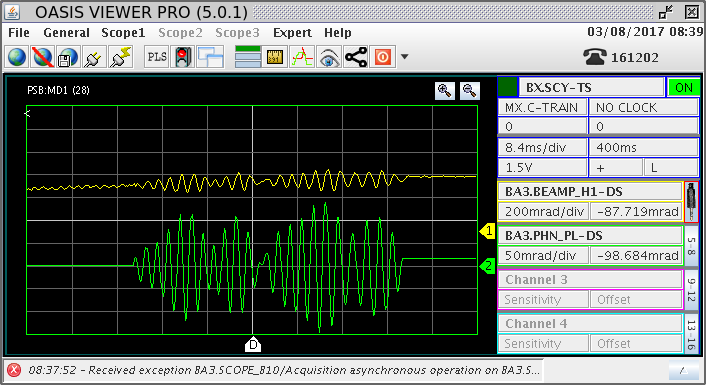 OASIS VIEWER PRO (5.0.1)
File General Scope1 Scope2 Scope3 Expert Help 03/08/2017 08:39
PLS 161202
PSB:MD1 (28)
BX.SCY-TS ON
MX.C-TRAIN NO CLOCK
0 0
8.4ms/div 400ms
1.5V + L
BA3.BEAMP_H1-DS
200mrad/div -87.719mrad
BA3.PHN_PL-DS
50mrad/div -98.684mrad
Channel 3
Sensitivity Offset
Channel 4
Sensitivity Offset
5-8
9-12
13-16
1
2
D
08:37:52 - Received exception BA3.SCOPE_B10/Acquisition asynchronous operation on BA3.S...